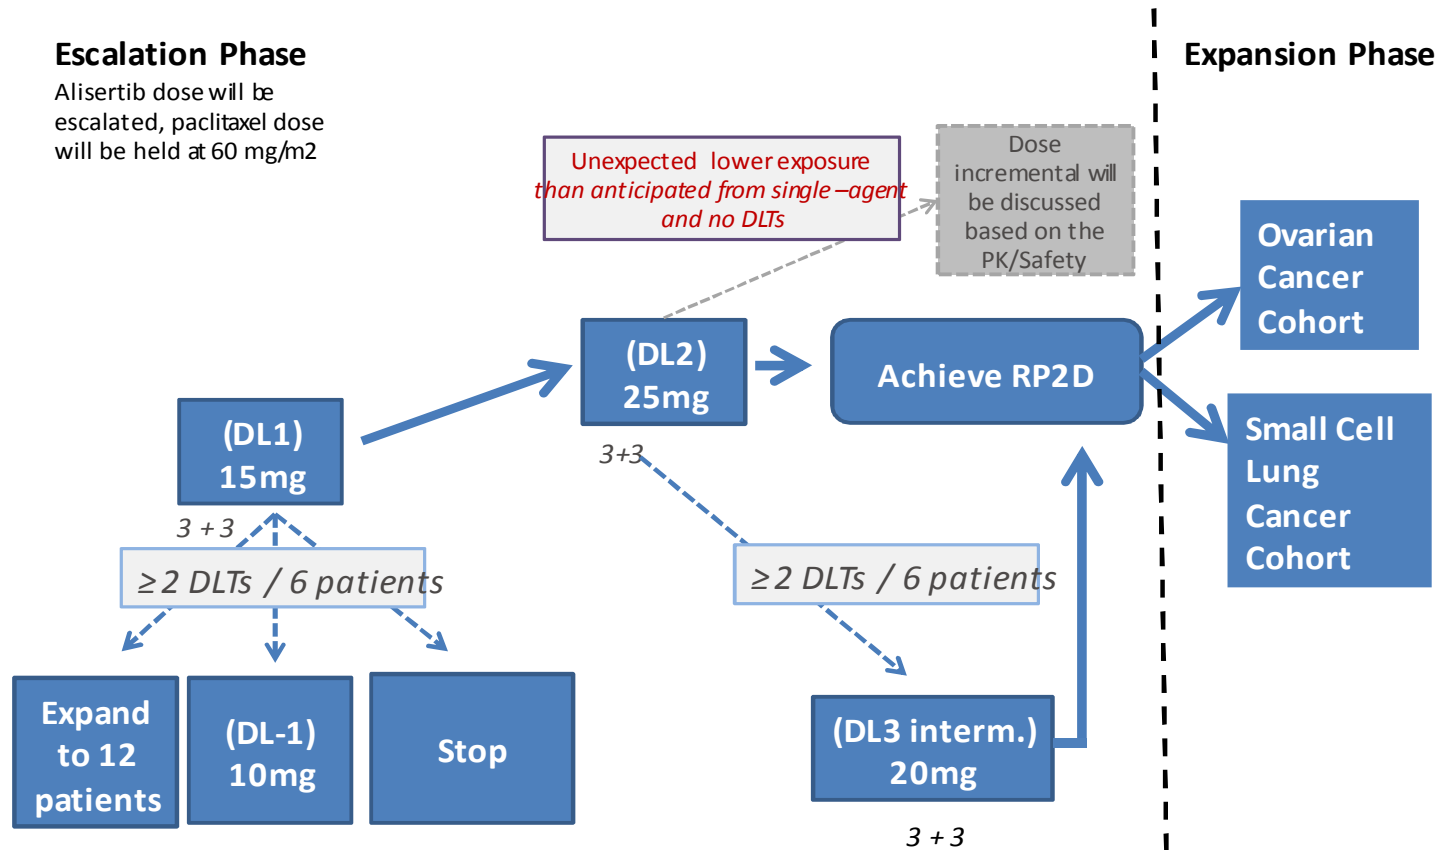 Escalation Phase
Alisertib dose will be
escalated, paclitaxel dose
will be held at 60 mg/m2
Expansion Phase
Unexpected lower exposure
than anticipated from single–agent
and no DLTs
Dose
incremental will
be discussed
based on the
PK/Safety
Ovarian
Cancer
Cohort
(DL2)
25mg
Achieve RP2D
(DL1)
15mg
Small Cell
Lung
Cancer
Cohort
3+3
3 + 3
≥2 DLTs / 6 patients
≥2 DLTs / 6 patients
Expand
to 12
patients
(DL-1)
10mg
Stop
(DL3 interm.)
20mg
3 + 3